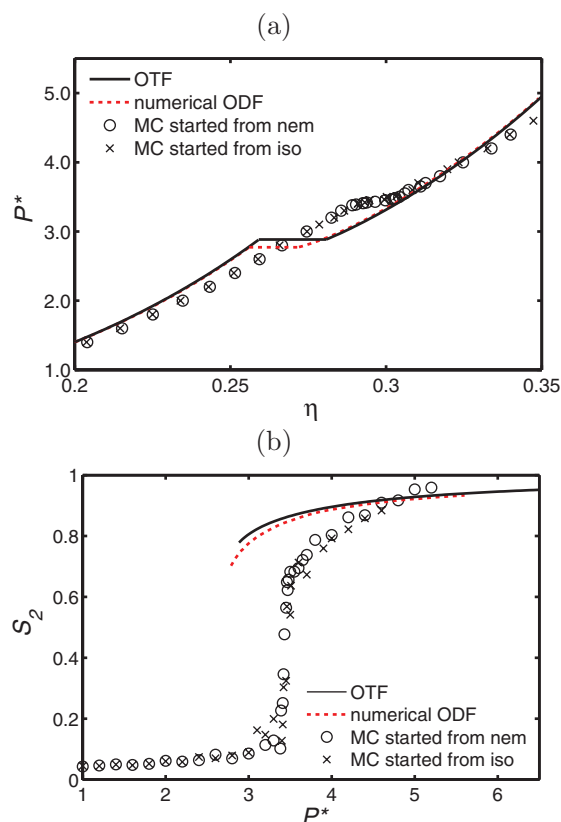 (a)
OTF
numerical ODF
MC started from nem
MC started from iso
5.0
4.0
3.0
2.0
1.0
P*
0.2
0.25
0.3
0.35
η
(b)
1
0.8
0.6
0.4
0.2
0
S2
OTF
numerical ODF
MC started from nem
MC started from iso
1
2
3
4
5
6
P*